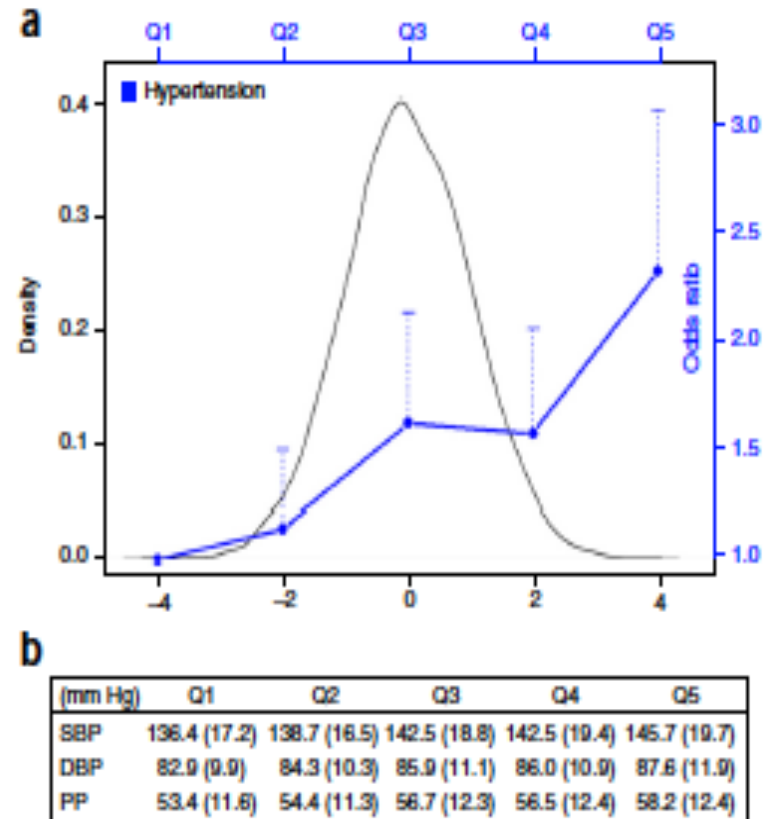 a
Q1 Q2 Q3 Q4 Q5
Hypertension
0.4
0.3
0.2
0.1
0.0
Density
3.0
2.5
2.0
1.5
1.0
Odds ratio
–4 –2 0 2 4
b
(mm Hg) Q1 Q2 Q3 Q4 Q5
SBP 136.4 (17.2) 138.7 (16.5) 142.5 (18.8) 142.5 (19.4) 145.7 (19.7)
DBP 82.9 (9.9) 84.3 (10.3) 85.9 (11.1) 86.0 (10.9) 87.6 (11.9)
PP 53.4 (11.6) 54.4 (11.3) 56.7 (12.3) 56.5 (12.4) 58.2 (12.4)